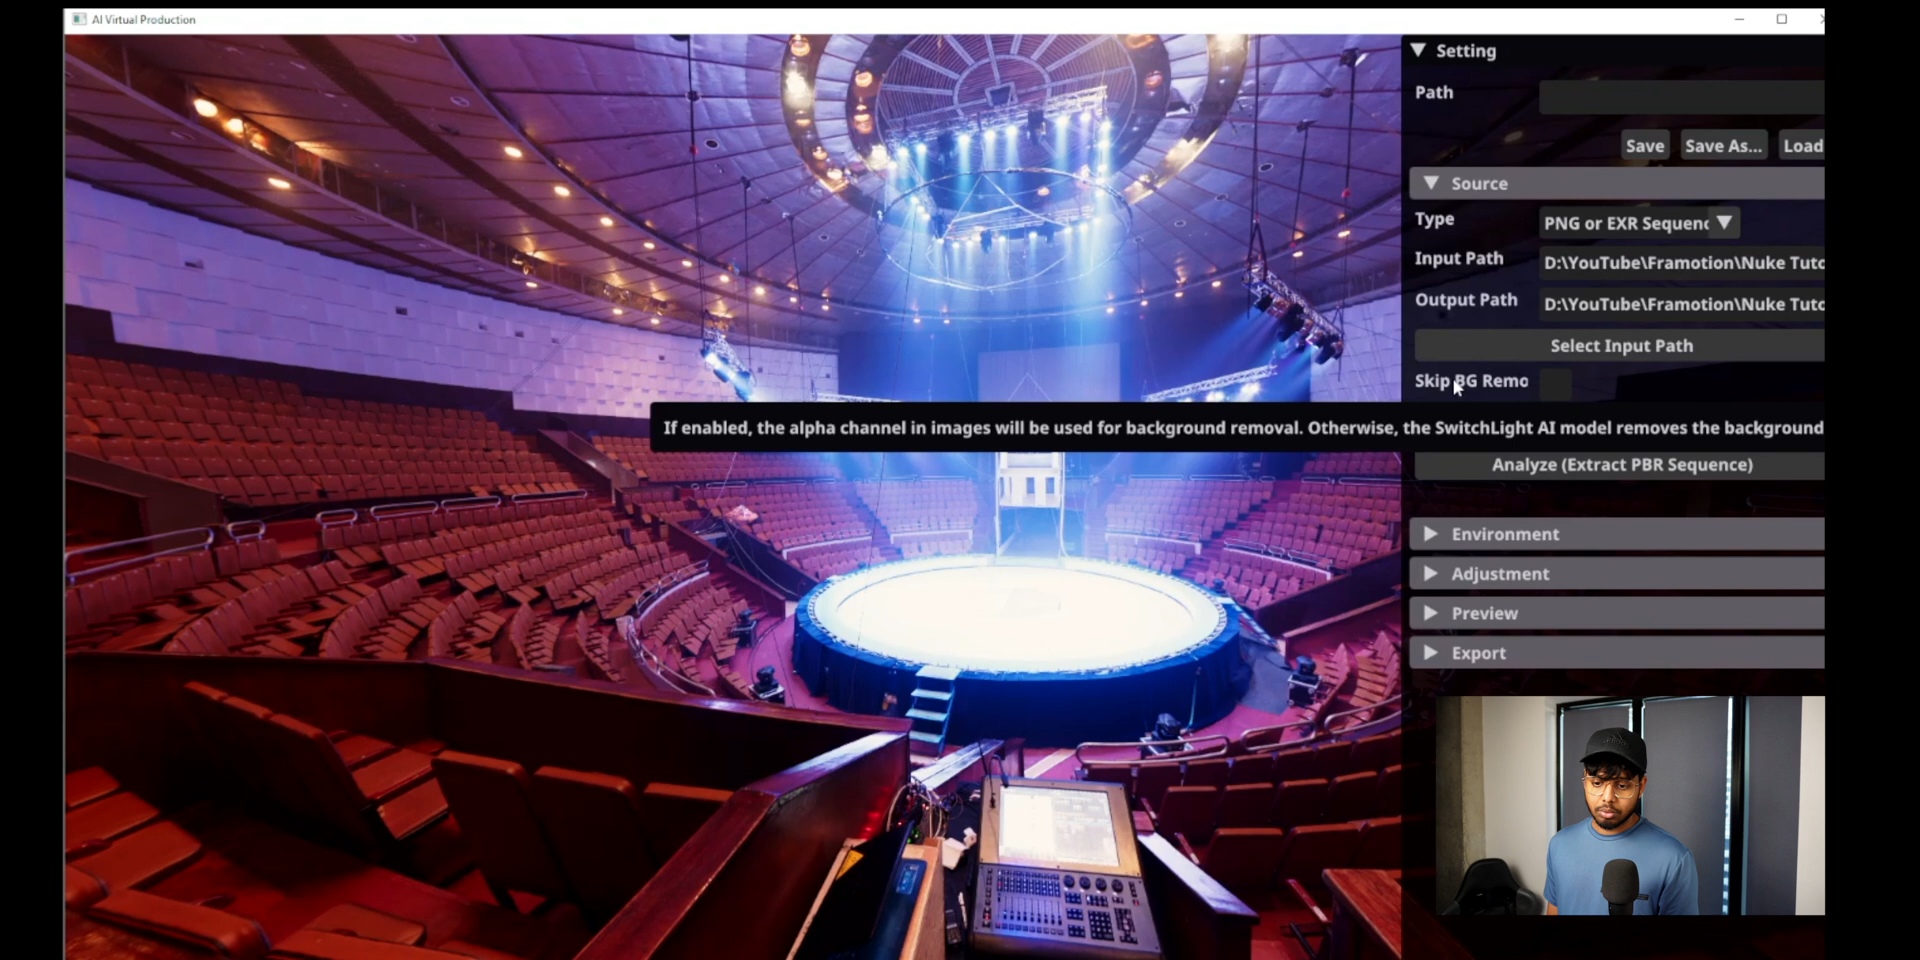 AI Virtual Production
Setting
Path
Save Save As... Load
Source
Type PNG or EXR Sequenc
Input Path D:\YouTube\Framotion\Nuke Tuto
Output Path D:\YouTube\Framotion\Nuke Tuto
Select Input Path
Skip BG Remo
If enabled, the alpha channel in images will be used for background removal. Otherwise, the SwitchLight AI model removes the background
Analyze (Extract PBR Sequence)
Environment
Adjustment
Preview
Export